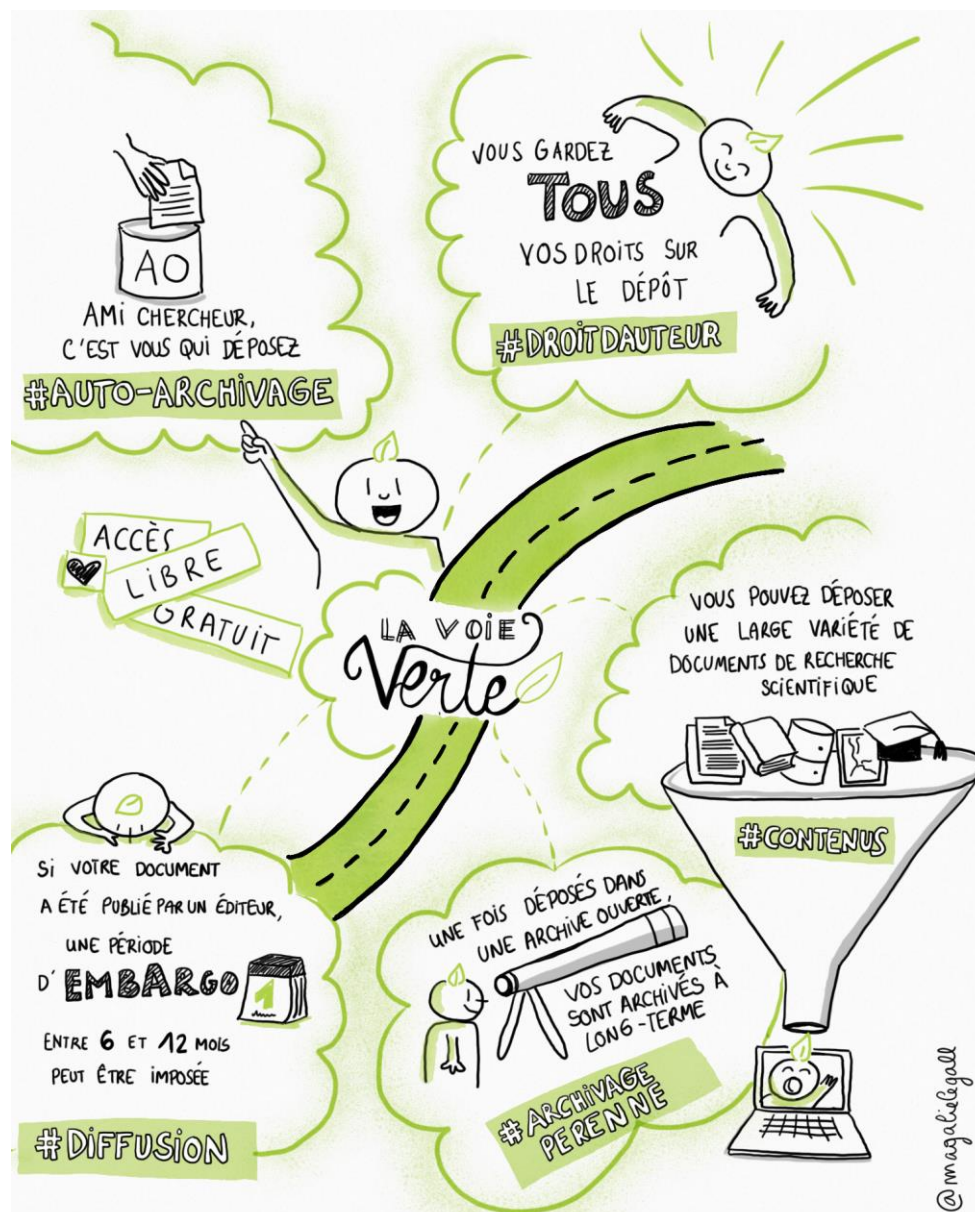 AO
AMI CHERCHEUR,
C'EST VOUS QUI DÉPOSEZ
#AUTO-ARCHIVAGE
VOUS GARDEZ
TOUS
VOS DROITS SUR
LE DÉPÔT
#DROITDAUTEUR
ACCÈS
LIBRE
GRATUIT
LA VOIE
Verte
VOUS POUVEZ DÉPOSER
UNE LARGE VARIÉTÉ DE
DOCUMENTS DE RECHERCHE
SCIENTIFIQUE
#CONTENUS
SI VOTRE DOCUMENT
A ÉTÉ PUBLIÉ PAR UN ÉDITEUR,
UNE PÉRIODE
D'EMBARGO
1
ENTRE 6 ET 12 MOIS
PEUT ÊTRE IMPOSÉE
#DIFFUSION
UNE FOIS DÉPOSÉS DANS
UNE ARCHIVE OUVERTE,
VOS DOCUMENTS
SONT ARCHIVÉS À
LONG-TERME
#ARCHIVAGE
PERENNE
@magalielegall